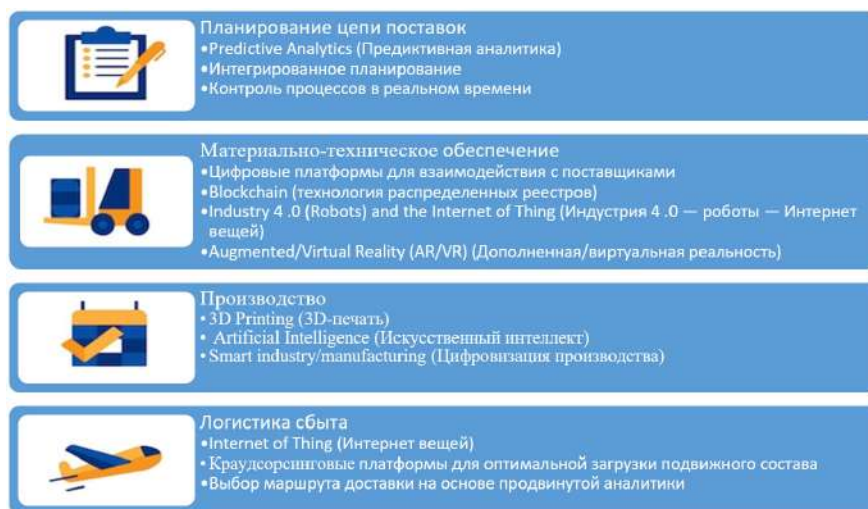 Планирование цепи поставок
•Predictive Analytics (Предиктивная аналитика)
•Интегрированное планирование
•Контроль процессов в реальном времени
Материально-техническое обеспечение
•Цифровые платформы для взаимодействия с поставщиками
•Blockchain (технология распределенных реестров)
•Industry 4 .0 (Robots) and the Internet of Thing (Индустрия 4 .0 — роботы — Интернет
вещей)
•Augmented/Virtual Reality (AR/VR) (Дополненная/виртуальная реальность)
Производство
• 3D Printing (3D-печать)
• Artificial Intelligence (Искусственный интеллект)
• Smart industry/manufacturing (Цифровизация производства)
Логистика сбыта
•Internet of Thing (Интернет вещей)
• Краудсорсинговые платформы для оптимальной загрузки подвижного состава
•Выбор маршрута доставки на основе продвинутой аналитики